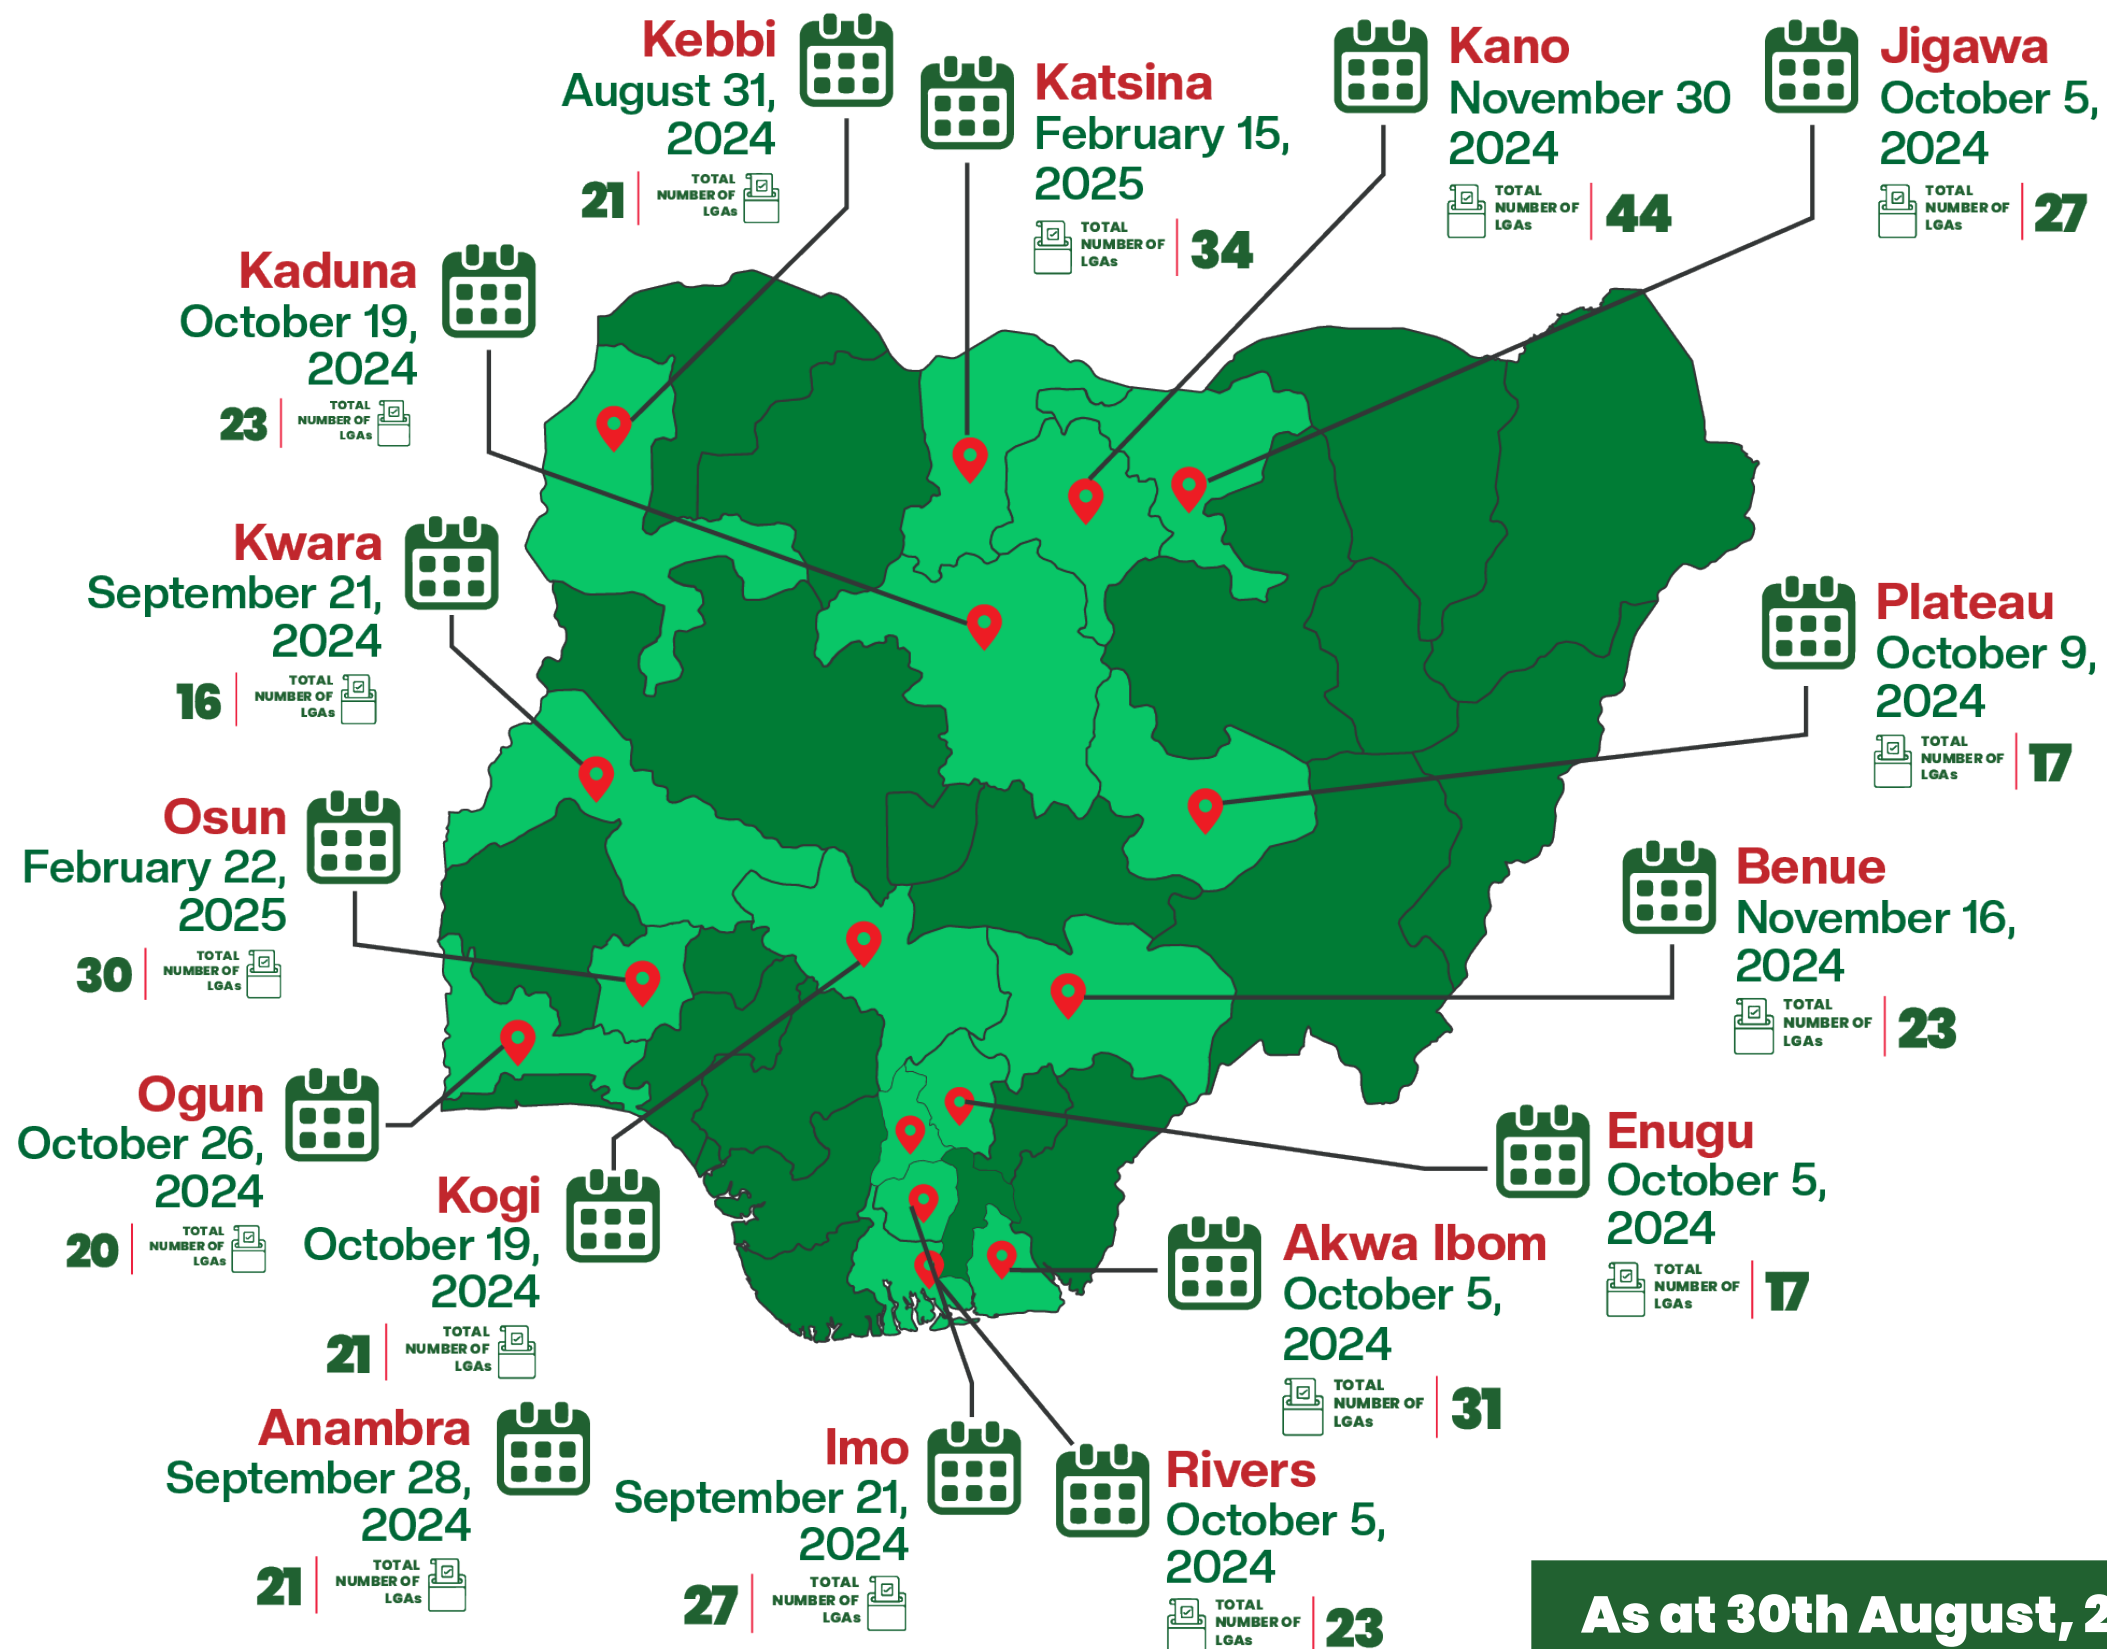 Kebbi
August 31,
2024
21
TOTAL
NUMBER OF
LGAs
Katsina
February 15,
2025
TOTAL
NUMBER OF
LGAs
34
Kano
November 30
2024
TOTAL
NUMBER OF
LGAs
44
Jigawa
October 5,
2024
TOTAL
NUMBER OF
LGAs
27
Kaduna
October 19,
2024
23
TOTAL
NUMBER OF
LGAs
Kwara
September 21,
2024
16
TOTAL
NUMBER OF
LGAs
Plateau
October 9,
2024
TOTAL
NUMBER OF
LGAs
17
Osun
February 22,
2025
30
TOTAL
NUMBER OF
LGAs
Benue
November 16,
2024
TOTAL
NUMBER OF
LGAs
23
Ogun
October 26,
2024
20
TOTAL
NUMBER OF
LGAs
Kogi
October 19,
2024
21
TOTAL
NUMBER OF
LGAs
Enugu
October 5,
2024
TOTAL
NUMBER OF
LGAs
17
Akwa Ibom
October 5,
2024
TOTAL
NUMBER OF
LGAs
31
Anambra
September 28,
2024
21
TOTAL
NUMBER OF
LGAs
Imo
September 21,
2024
27
TOTAL
NUMBER OF
LGAs
Rivers
October 5,
2024
TOTAL
NUMBER OF
LGAs
23
As at 30th August, 2